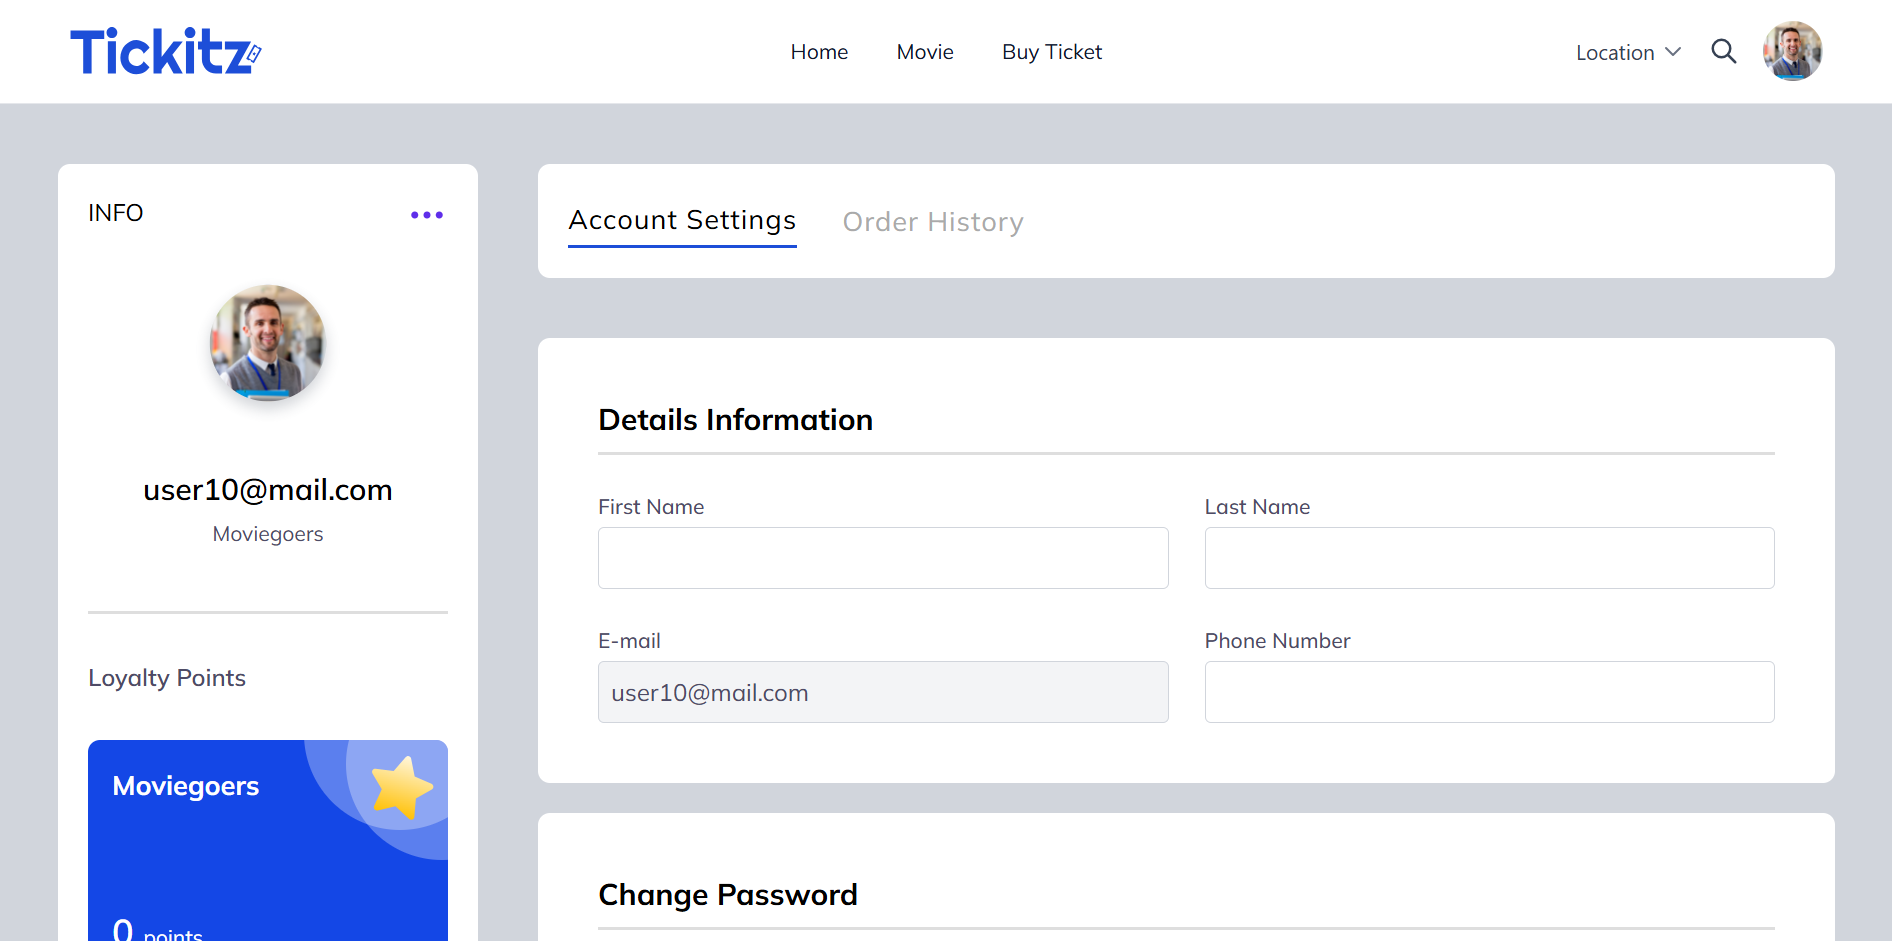 Tickitz
Home
Movie
Buy Ticket
Location
INFO
user10@mail.com
Moviegoers
Loyalty Points
Moviegoers
0 points
Account Settings
Order History
Details Information
First Name
Last Name
E-mail
Phone Number
user10@mail.com
Change Password